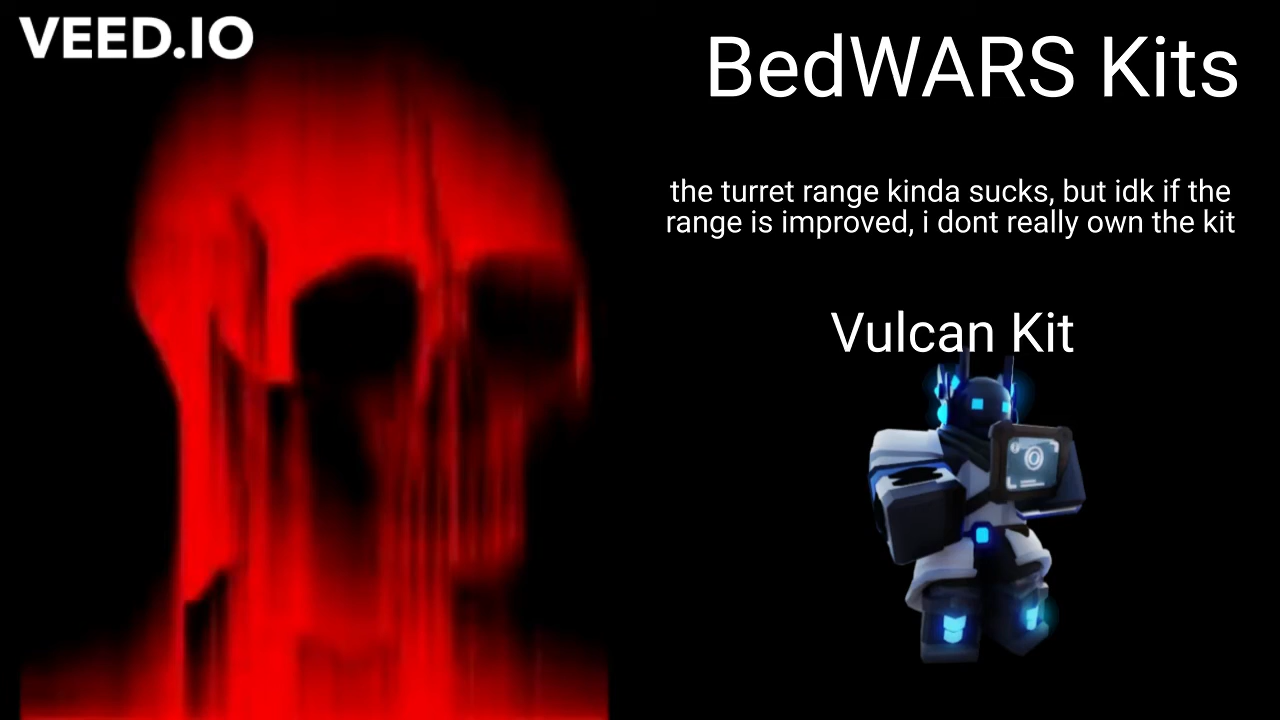 VEED.IO
BedWARS Kits
the turret range kinda sucks, but idk if the
range is improved, i dont really own the kit
Vulcan Kit